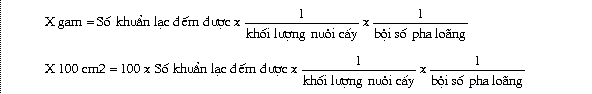 X gam = Số khuẩn lạc đếm được x 1/khối lượng nuôi cấy x 1/bội số pha loãng
X 100 cm2 = 100 x Số khuẩn lạc đếm được x 1/khối lượng nuôi cấy x 1/bội số pha loãng